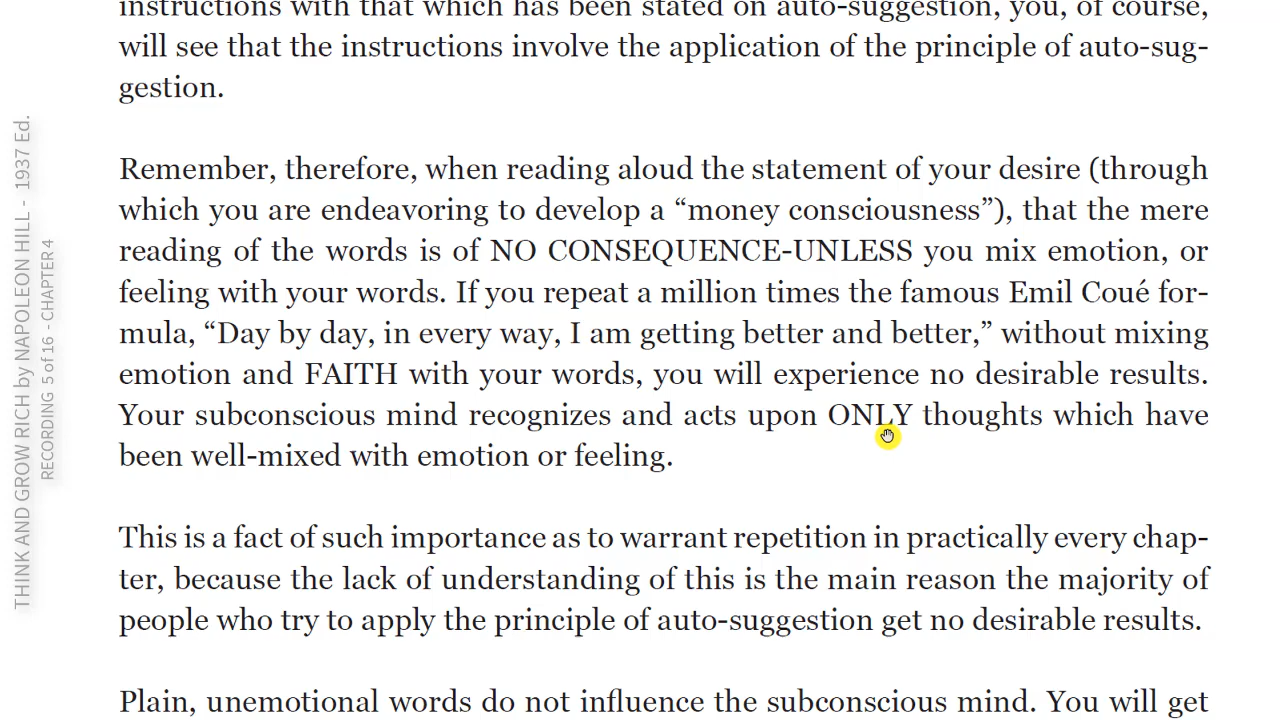 instructions with that which has been stated on auto-suggestion, you, of course,
will see that the instructions involve the application of the principle of auto-sug-
gestion.
Remember, therefore, when reading aloud the statement of your desire (through
which you are endeavoring to develop a “money consciousness”), that the mere
reading of the words is of NO CONSEQUENCE-UNLESS you mix emotion, or
feeling with your words. If you repeat a million times the famous Emil Coué for-
mula, “Day by day, in every way, I am getting better and better,” without mixing
emotion and FAITH with your words, you will experience no desirable results.
Your subconscious mind recognizes and acts upon ONLY thoughts which have
been well-mixed with emotion or feeling.
This is a fact of such importance as to warrant repetition in practically every chap-
ter, because the lack of understanding of this is the main reason the majority of
people who try to apply the principle of auto-suggestion get no desirable results.
Plain, unemotional words do not influence the subconscious mind. You will get
THINK AND GROW RICH by NAPOLEON HILL - 1937 Ed.
RECORDING 5 of 16 - CHAPTER 4